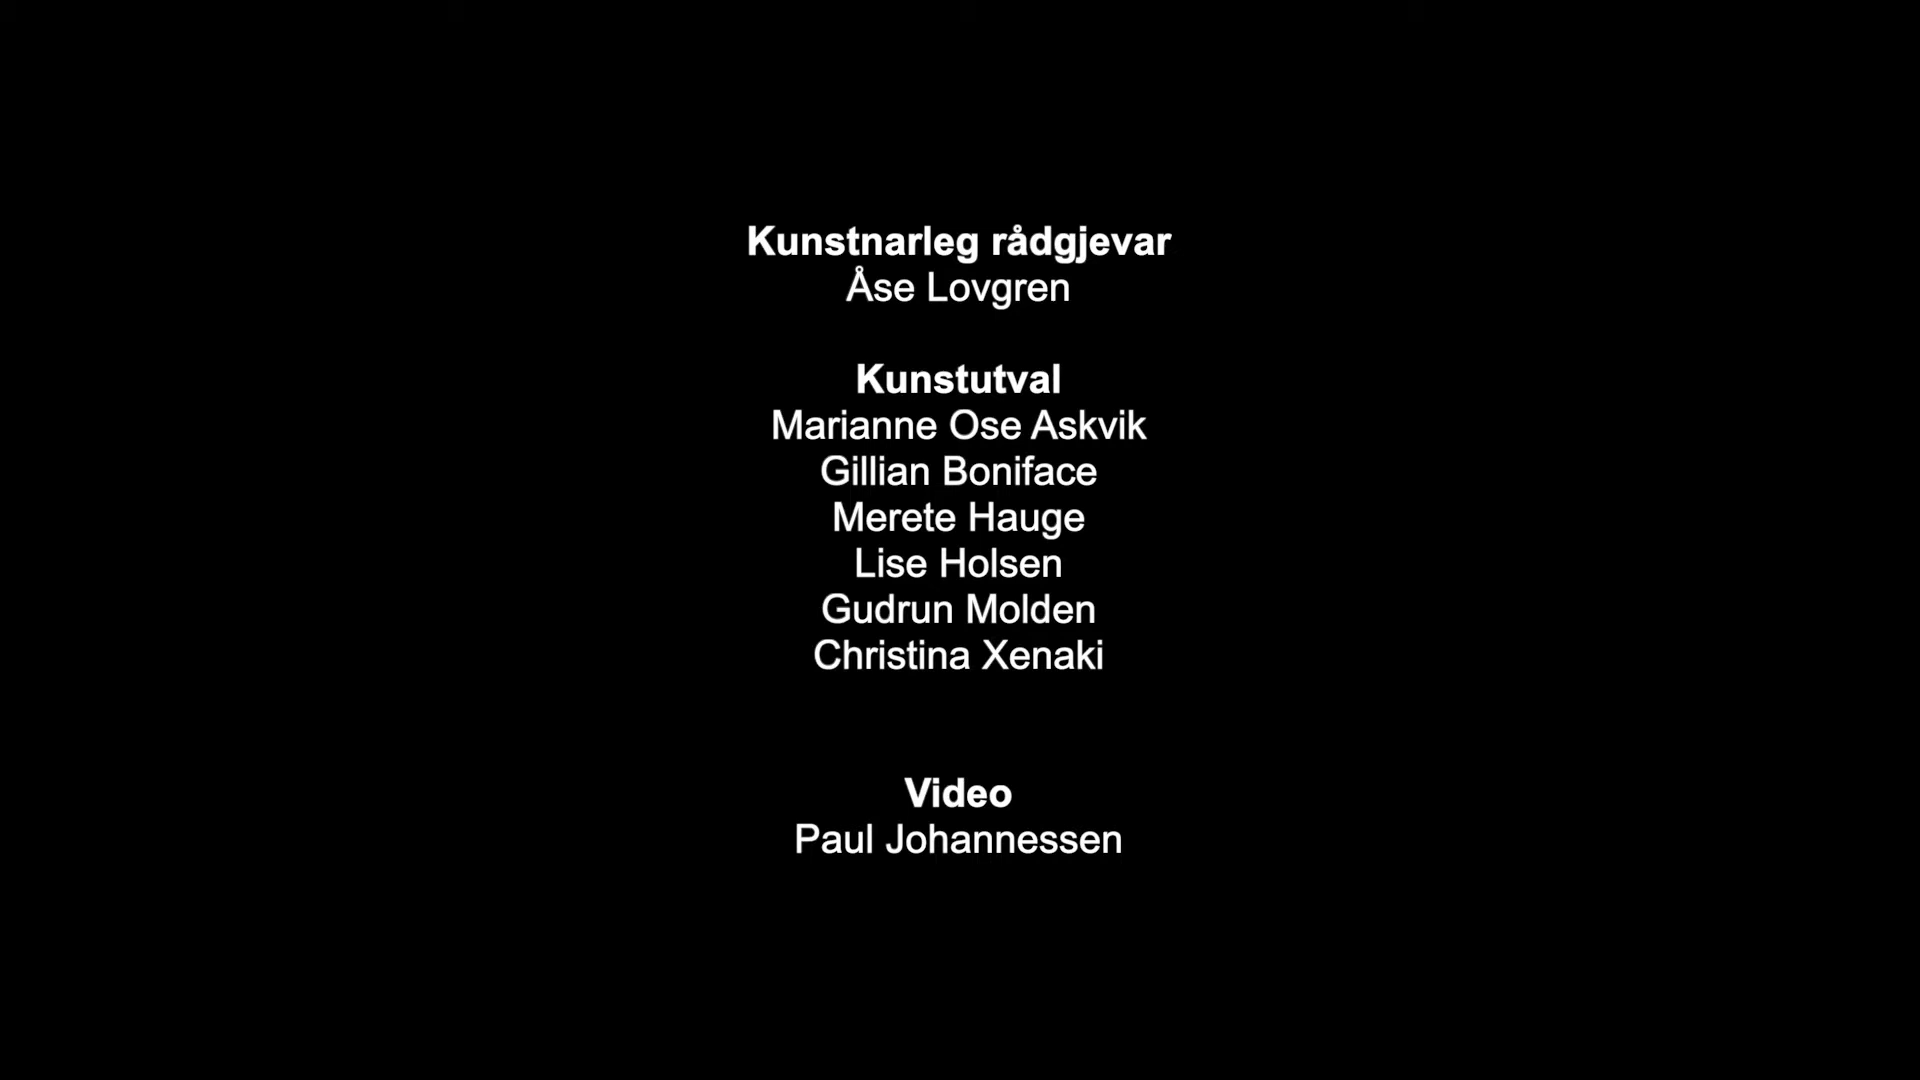 Kunstnarleg rådgjevar
Åse Lovgren
Kunstutval
Marianne Ose Askvik
Gillian Boniface
Merete Hauge
Lise Holsen
Gudrun Molden
Christina Xenaki
Video
Paul Johannessen